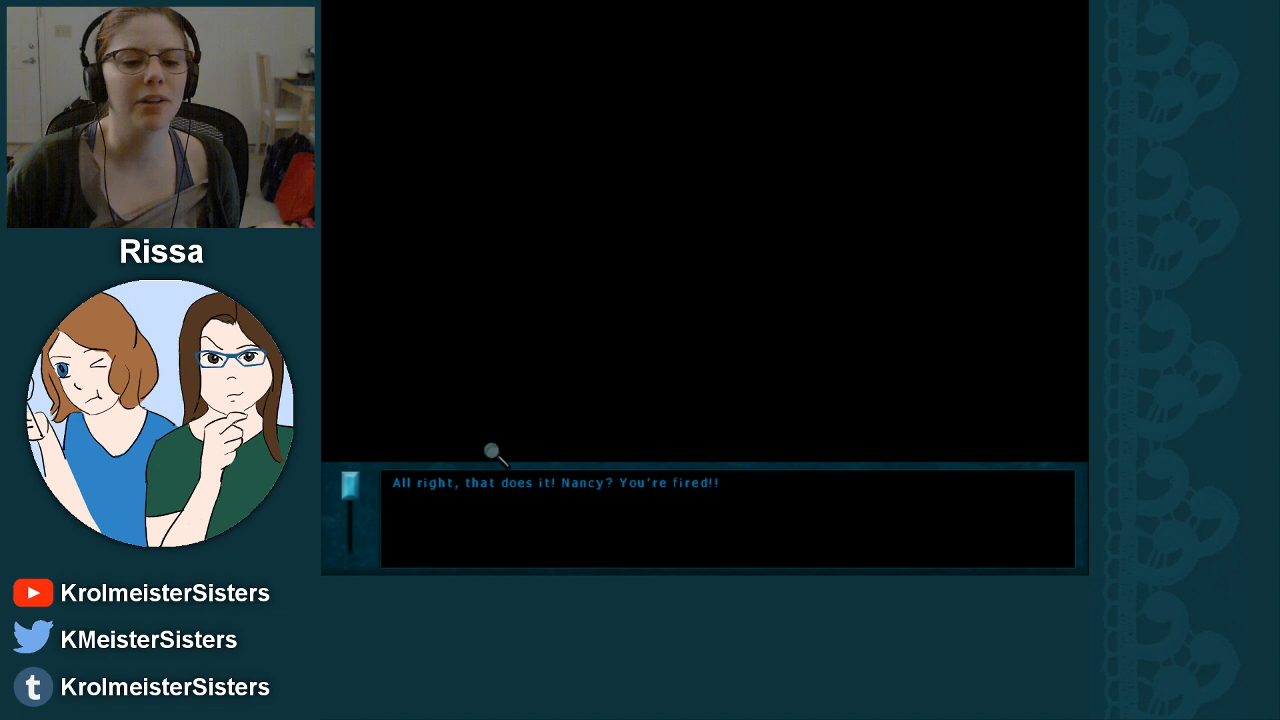 Rissa
All right, that does it! Nancy? You're fired!!
KrolmeisterSisters
KMeisterSisters
t KrolmeisterSisters